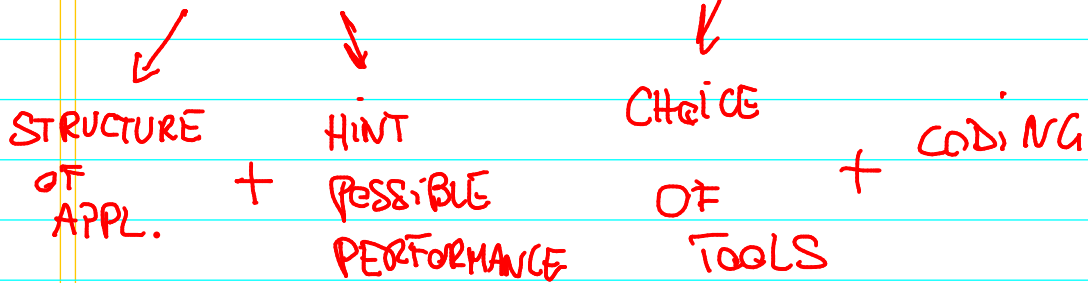 STRUCTURE
OF
APPL.
+
HINT
POSSIBLE
PERFORMANCE
CHOICE
OF
TOOLS
+
CODING